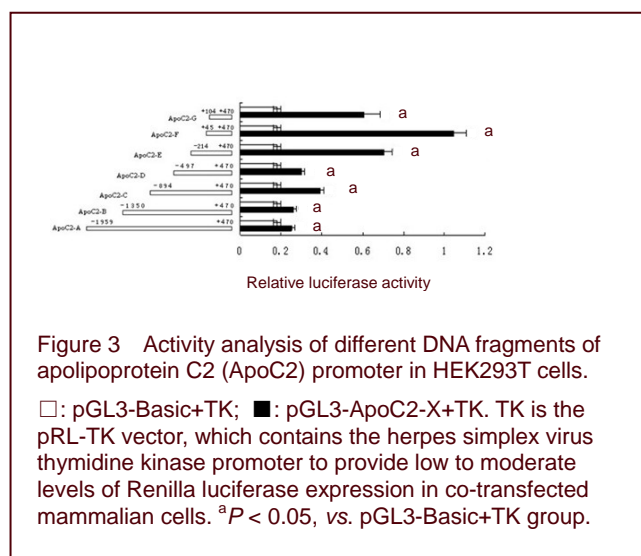 +104 +470
ApoC2-G
+45 +470
ApoC2-F
-214 +470
ApoC2-E
-497 +470
ApoC2-D
-894 +470
ApoC2-C
-1350 +470
ApoC2-B
-1959 +470
ApoC2-A
a
a
a
a
a
a
a
0 0.2 0.4 0.6 0.8 1 1.2
Relative luciferase activity
Figure 3 Activity analysis of different DNA fragments of
apolipoprotein C2 (ApoC2) promoter in HEK293T cells.
□: pGL3-Basic+TK; ■: pGL3-ApoC2-X+TK. TK is the
pRL-TK vector, which contains the herpes simplex virus
thymidine kinase promoter to provide low to moderate
levels of Renilla luciferase expression in co-transfected
mammalian cells. ᵃP < 0.05, vs. pGL3-Basic+TK group.